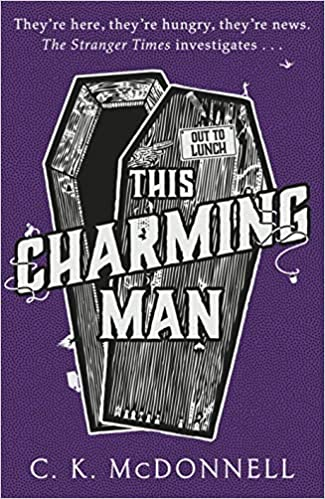 They're here, they're hungry, they're news.
The Stranger Times investigates . . .
OUT TO
LUNCH
THIS
CHARMING
MAN
C. K. McDONNELL